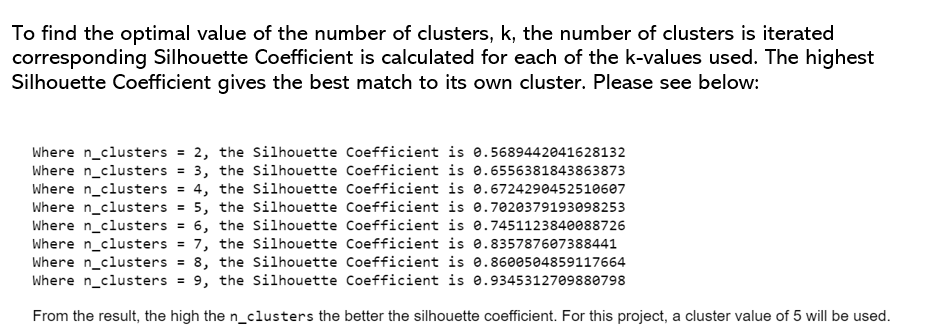 To find the optimal value of the number of clusters, k, the number of clusters is iterated
corresponding Silhouette Coefficient is calculated for each of the k-values used. The highest
Silhouette Coefficient gives the best match to its own cluster. Please see below:
Where n_clusters = 2, the Silhouette Coefficient is 0.5689442041628132
Where n_clusters = 3, the Silhouette Coefficient is 0.6556381843863873
Where n_clusters = 4, the Silhouette Coefficient is 0.6724290452510607
Where n_clusters = 5, the Silhouette Coefficient is 0.7020379193098253
Where n_clusters = 6, the Silhouette Coefficient is 0.7451123840088726
Where n_clusters = 7, the Silhouette Coefficient is 0.835787607388441
Where n_clusters = 8, the Silhouette Coefficient is 0.8600504859117664
Where n_clusters = 9, the Silhouette Coefficient is 0.9345312709880798
From the result, the high the n_clusters the better the silhouette coefficient. For this project, a cluster value of 5 will be used.